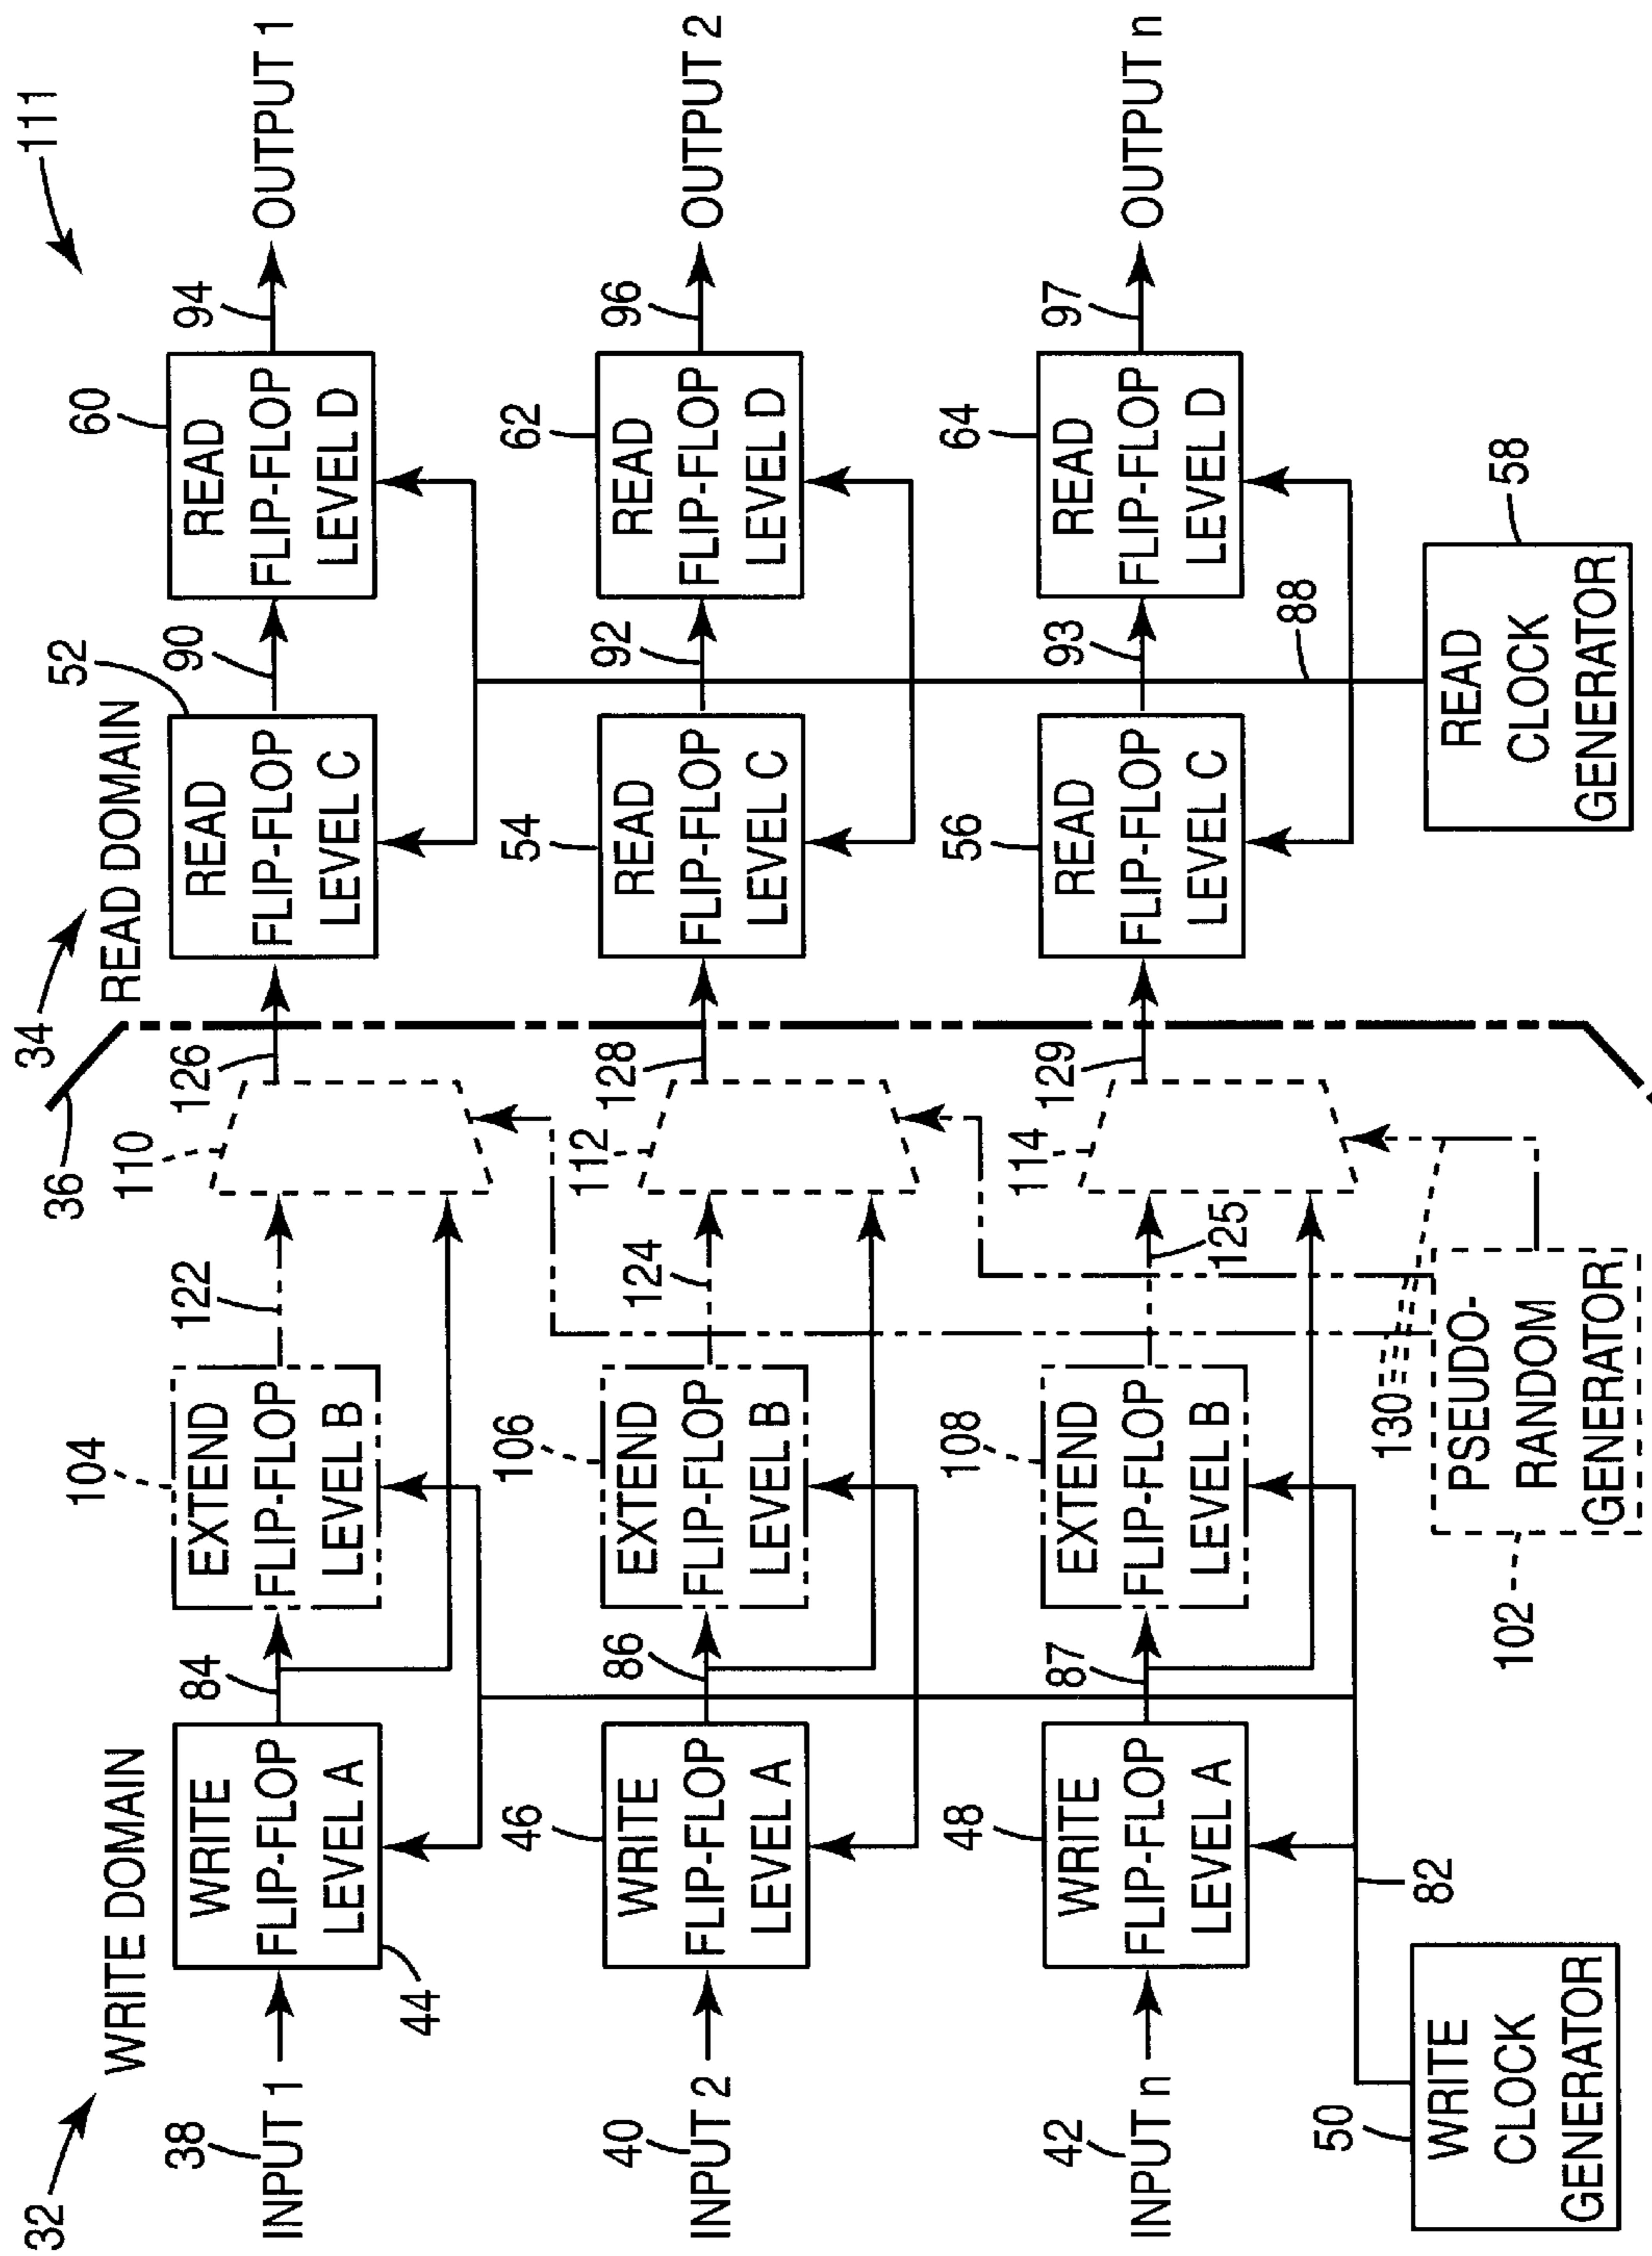 32
WRITE DOMAIN
34
READ DOMAIN
36
111
38
INPUT 1
44
WRITE
FLIP-FLOP
LEVEL A
84
104
EXTEND
FLIP-FLOP
LEVEL B
122
110
126
52
READ
FLIP-FLOP
LEVEL C
90
60
READ
FLIP-FLOP
LEVEL D
94
OUTPUT 1
40
INPUT 2
46
WRITE
FLIP-FLOP
LEVEL A
86
106
EXTEND
FLIP-FLOP
LEVEL B
124
112
128
54
READ
FLIP-FLOP
LEVEL C
92
62
READ
FLIP-FLOP
LEVEL D
96
OUTPUT 2
42
INPUT n
48
WRITE
FLIP-FLOP
LEVEL A
87
108
EXTEND
FLIP-FLOP
LEVEL B
125
114
129
56
READ
FLIP-FLOP
LEVEL C
93
64
READ
FLIP-FLOP
LEVEL D
97
OUTPUT n
50
WRITE
CLOCK
GENERATOR
82
102
PSEUDO-
RANDOM
GENERATOR
130
88
58
READ
CLOCK
GENERATOR